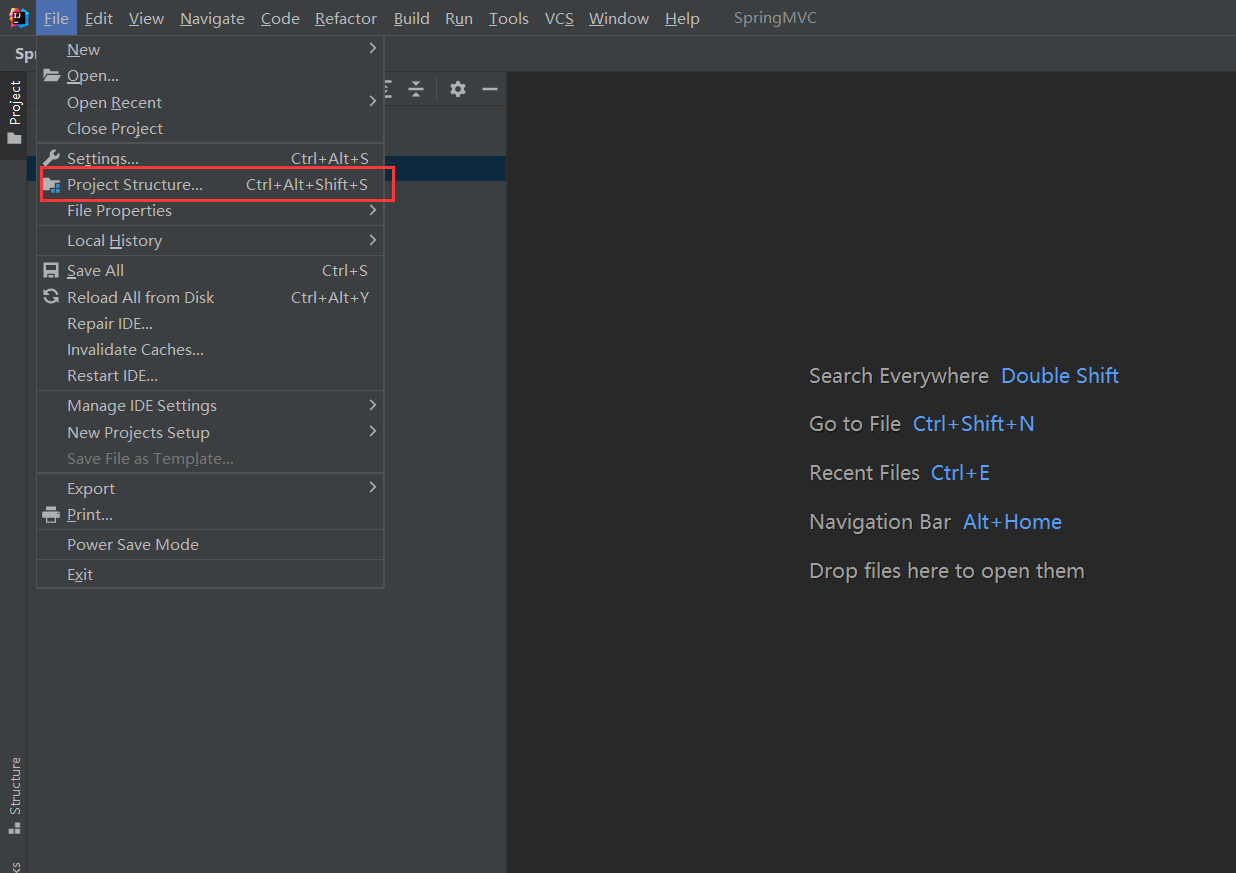 File Edit View Navigate Code Refactor Build Run Tools VCS Window Help SpringMVC
Project
New
Open...
Open Recent
Close Project
Settings... Ctrl+Alt+S
Project Structure... Ctrl+Alt+Shift+S
File Properties
Local History
Save All Ctrl+S
Reload All from Disk Ctrl+Alt+Y
Repair IDE...
Invalidate Caches...
Restart IDE...
Manage IDE Settings
New Projects Setup
Save File as Template...
Export
Print...
Power Save Mode
Exit
Search Everywhere Double Shift
Go to File Ctrl+Shift+N
Recent Files Ctrl+E
Navigation Bar Alt+Home
Drop files here to open them
Structure